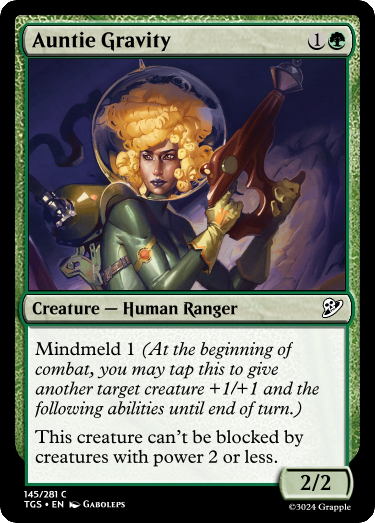 Auntie Gravity 1
Creature — Human Ranger
Mindmeld 1 (At the beginning of
combat, you may tap this to give
another target creature +1/+1 and the
following abilities until end of turn.)
This creature can't be blocked by
creatures with power 2 or less.
2/2
145/281 C
TGS • EN Gaboleps
©3024 Grapple